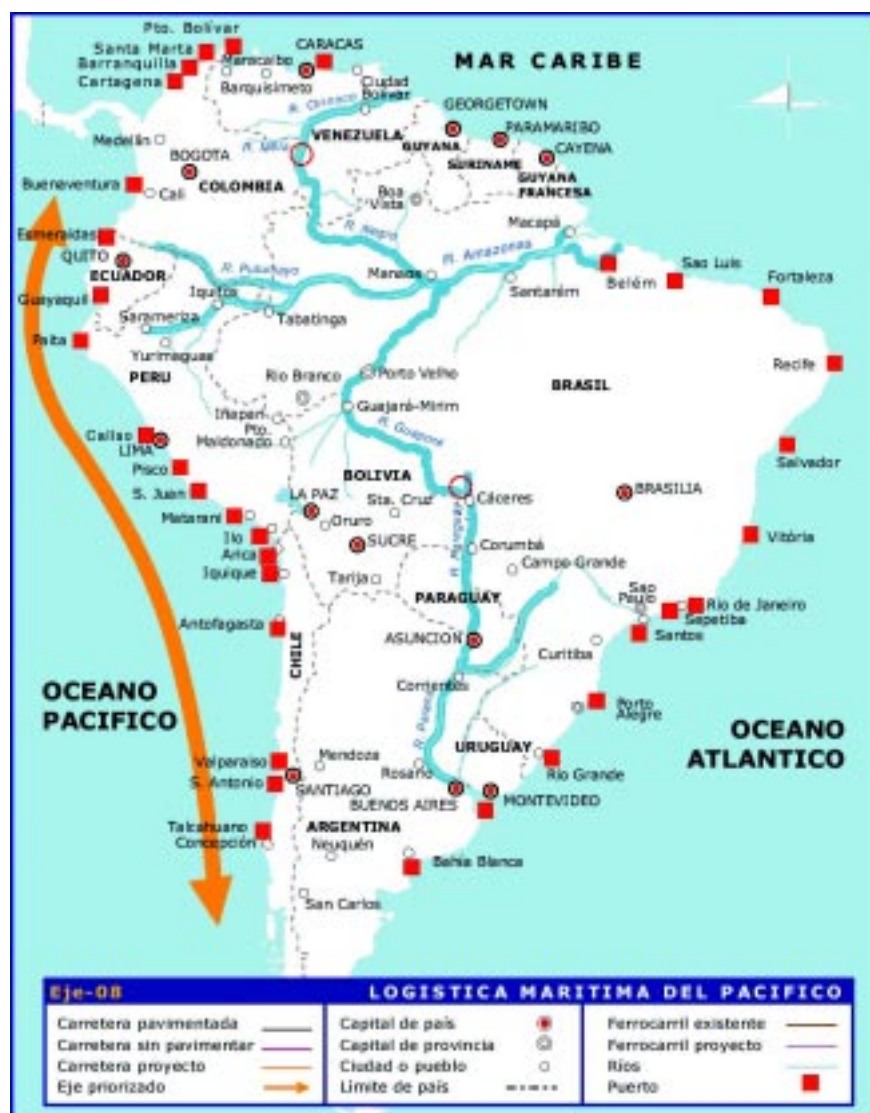 Pto. Bolívar
Santa Marta
Barranquilla
Cartagena
Maracaibo
CARACAS
MAR CARIBE
Barquisimeto
Ciudad
Bolívar
R. Orinoco
GEORGETOWN
PARAMARIBO
CAYENA
VENEZUELA
GUYANA
SURINAME
GUYANA
FRANCESA
Medellín
BOGOTA
COLOMBIA
Buenaventura
Cali
Boa
Vista
Macapá
Esmeraldas
QUITO
ECUADOR
R. Negro
R. Amazonas
R. Putumayo
Manaos
Belém
Sao Luis
Fortaleza
Guayaquil
Iquitos
Santarém
Sarameriza
Tabatinga
Paita
Yurimaguas
PERU
Rio Branco
Porto Velho
BRASIL
Recife
Iñapari
Pto.
Maldonado
Guajará-Mirim
R. Guapore
Callao
LIMA
Pisco
S. Juan
BOLIVIA
Salvador
LA PAZ
Sta. Cruz
Cáceres
BRASILIA
Matarani
Oruro
Ilo
Arica
Iquique
SUCRE
R. Paraguay
Corumbá
Vitória
Tarija
Campo Grande
PARAGUAY
Sao
Paulo
Rio de Janeiro
Sepetiba
Santos
Antofagasta
CHILE
ASUNCION
Curitiba
OCEANO
PACIFICO
Corrientes
Porto
Alegre
OCEANO
ATLANTICO
R. Parana
URUGUAY
Valparaiso
Mendoza
Rosario
Rio Grande
S. Antonio
SANTIAGO
BUENOS AIRES
MONTEVIDEO
Talcahuano
Concepción
ARGENTINA
Neuquén
Bahia Blanca
San Carlos
Eje-08
LOGISTICA MARITIMA DEL PACIFICO
Carretera pavimentada
Carretera sin pavimentar
Carretera proyecto
Eje priorizado
Capital de país
Capital de provincia
Ciudad o pueblo
Límite de país
Ferrocarril existente
Ferrocarril proyecto
Ríos
Puerto